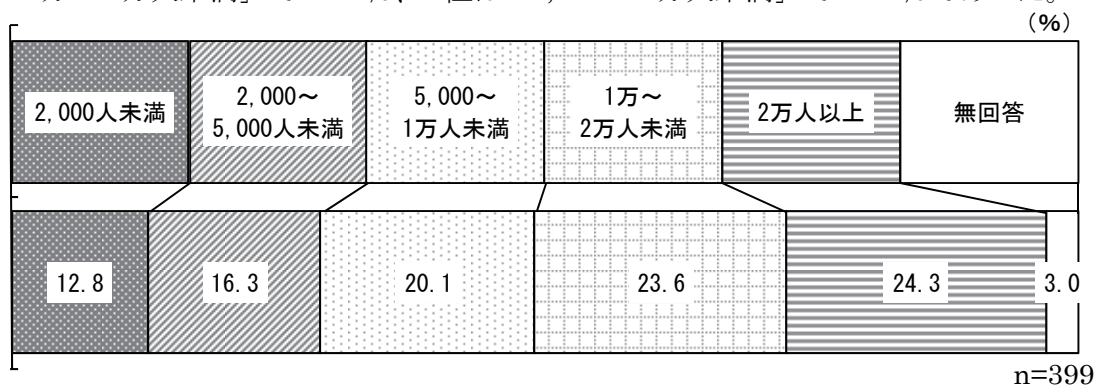 (%)
2,000人未満
2,000～
5,000人未満
5,000～
1万人未満
1万～
2万人未満
2万人以上
無回答
12.8
16.3
20.1
23.6
24.3
3.0
n=399